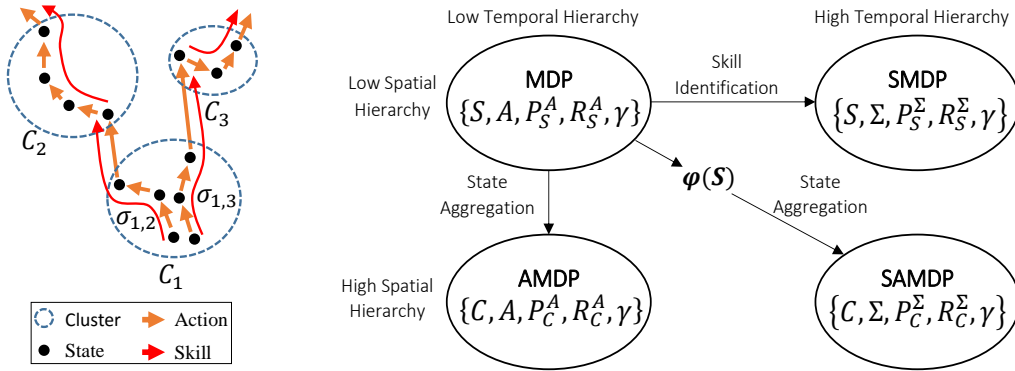 C₂
C₃
σ₁,₂
σ₁,₃
C₁
Cluster
Action
State
Skill
Low Temporal Hierarchy
High Temporal Hierarchy
Low Spatial
Hierarchy
MDP
{S, A, P_S^A, R_S^A, γ}
Skill
Identification
SMDP
{S, Σ, P_S^Σ, R_S^Σ, γ}
State
Aggregation
φ(S)
State
Aggregation
High Spatial
Hierarchy
AMDP
{C, A, P_C^A, R_C^A, γ}
SAMDP
{C, Σ, P_C^Σ, R_C^Σ, γ}